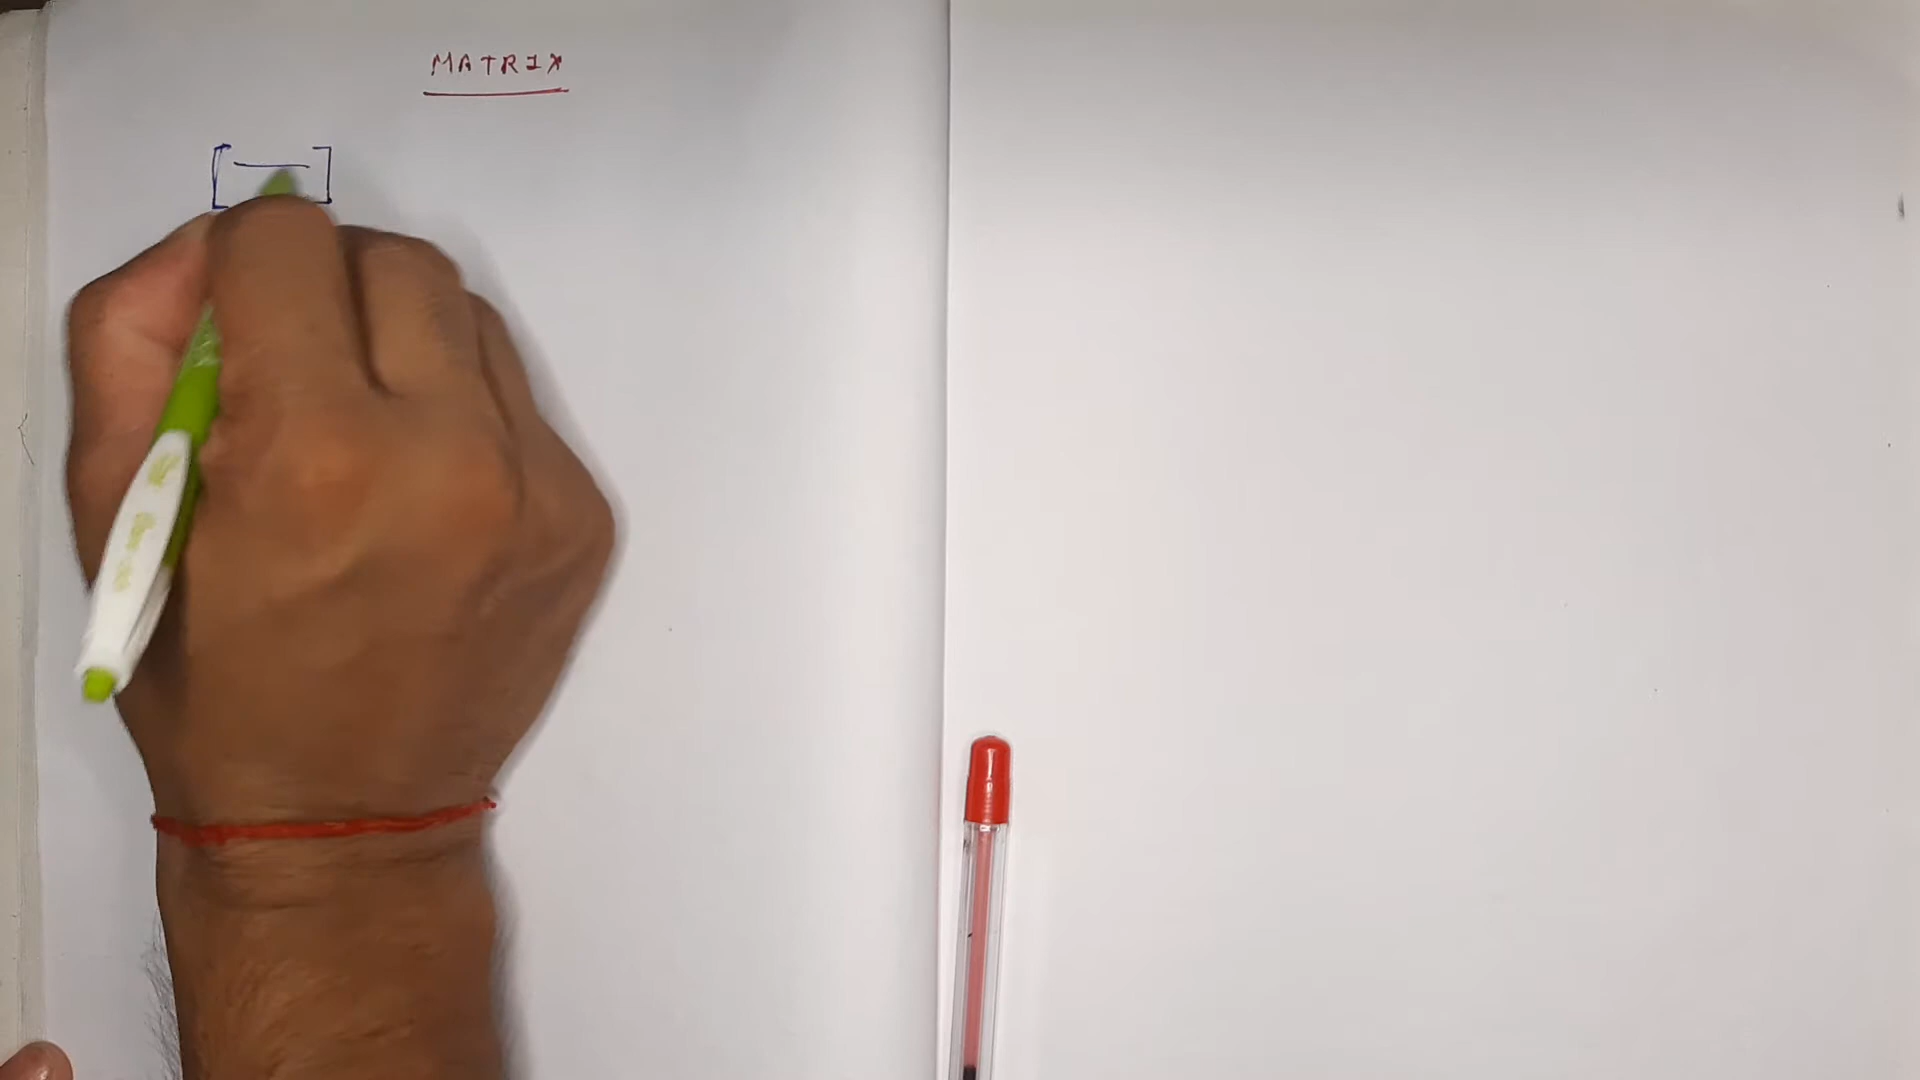 MATRIX
[ — ]